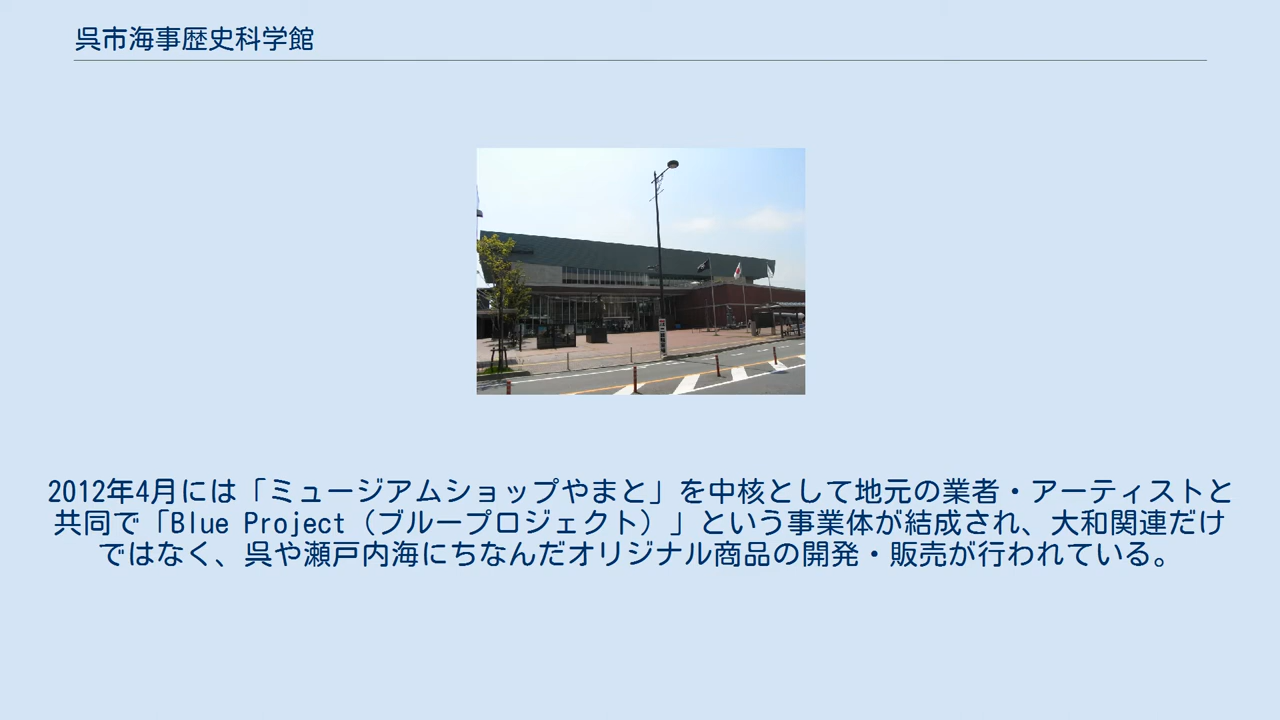 呉市海事歴史科学館
2012年4月には「ミュージアムショップやまと」を中核として地元の業者・アーティストと
共同で「Blue Project（ブループロジェクト）」という事業体が結成され、大和関連だけ
ではなく、呉や瀬戸内海にちなんだオリジナル商品の開発・販売が行われている。